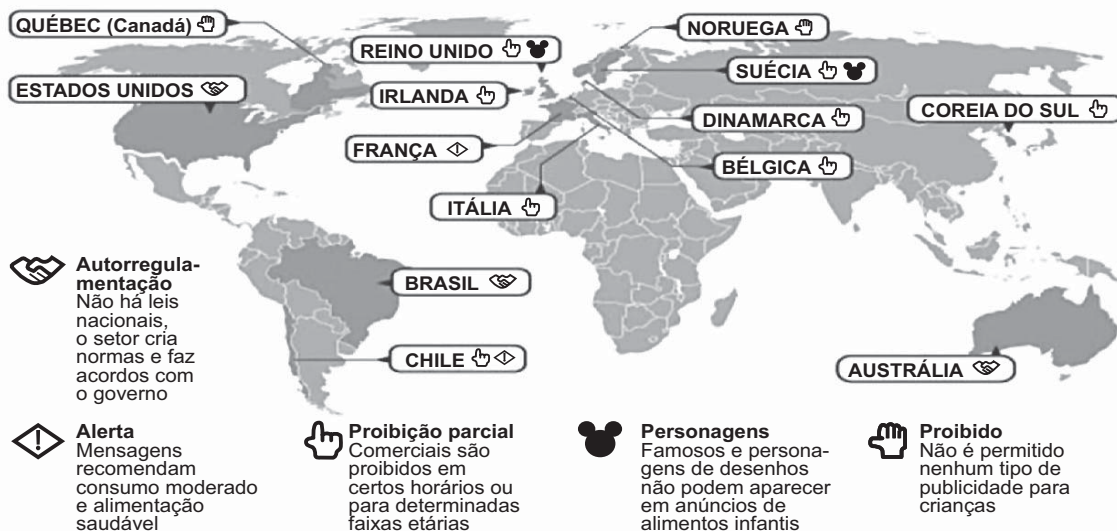 QUÉBEC (Canadá)
NORUEGA
REINO UNIDO
SUÉCIA
ESTADOS UNIDOS
IRLANDA
DINAMARCA
COREIA DO SUL
FRANÇA
BÉLGICA
ITÁLIA
BRASIL
CHILE
AUSTRÁLIA
Autorregula-
mentação
Não há leis
nacionais,
o setor cria
normas e faz
acordos com
o governo
Alerta
Mensagens
recomendam
consumo moderado
e alimentação
saudável
Proibição parcial
Comerciais são
proibidos em
certos horários ou
para determinadas
faixas etárias
Personagens
Famosos e persona-
gens de desenhos
não podem aparecer
em anúncios de
alimentos infantis
Proibido
Não é permitido
nenhum tipo de
publicidade para
crianças